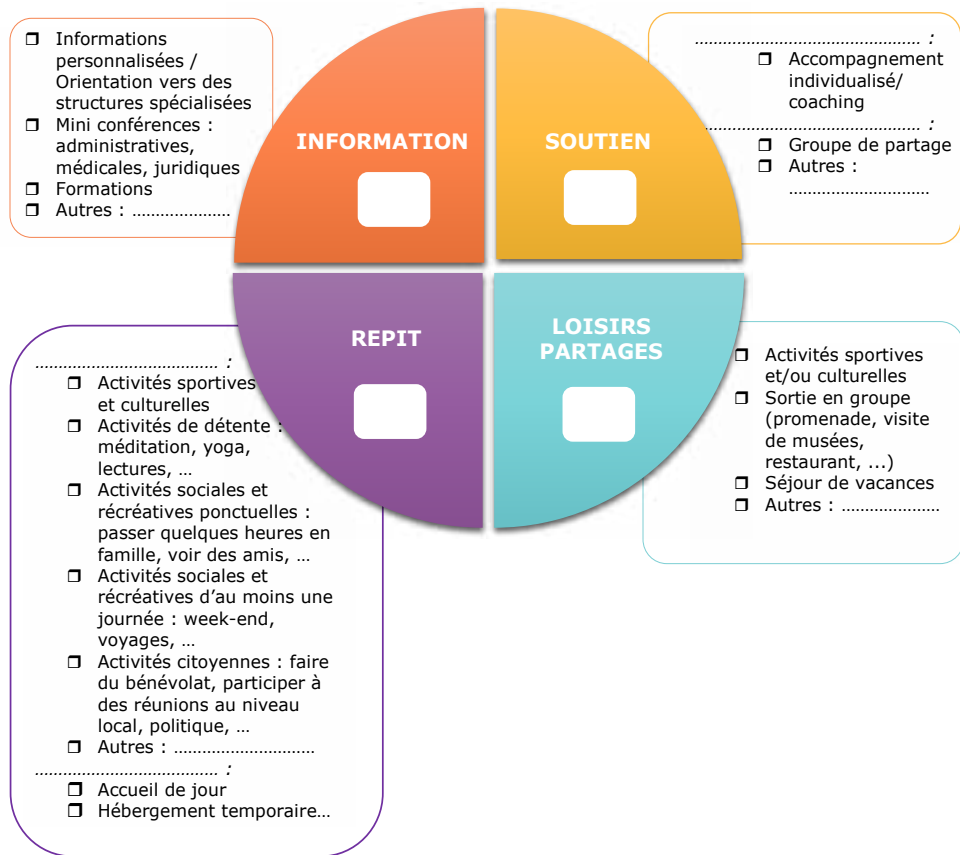 ❒ Informations
personnalisées /
Orientation vers des
structures spécialisées
❒ Mini conférences :
administratives,
médicales, juridiques
❒ Formations
❒ Autres : .....................
INFORMATION
SOUTIEN
................................................ :
❒ Accompagnement
individualisé/
coaching
.............................................. :
❒ Groupe de partage
❒ Autres :
..............................
REPIT
LOISIRS
PARTAGES
....................................... :
❒ Activités sportives
et culturelles
❒ Activités de détente :
méditation, yoga,
lectures, …
❒ Activités sociales et
récréatives ponctuelles :
passer quelques heures en
famille, voir des amis, …
❒ Activités sociales et
récréatives d’au moins une
journée : week-end,
voyages, …
❒ Activités citoyennes : faire
du bénévolat, participer à
des réunions au niveau
local, politique, …
❒ Autres : ..............................
....................................... :
❒ Accueil de jour
❒ Hébergement temporaire…
❒ Activités sportives
et/ou culturelles
❒ Sortie en groupe
(promenade, visite
de musées,
restaurant, ...)
❒ Séjour de vacances
❒ Autres : .....................